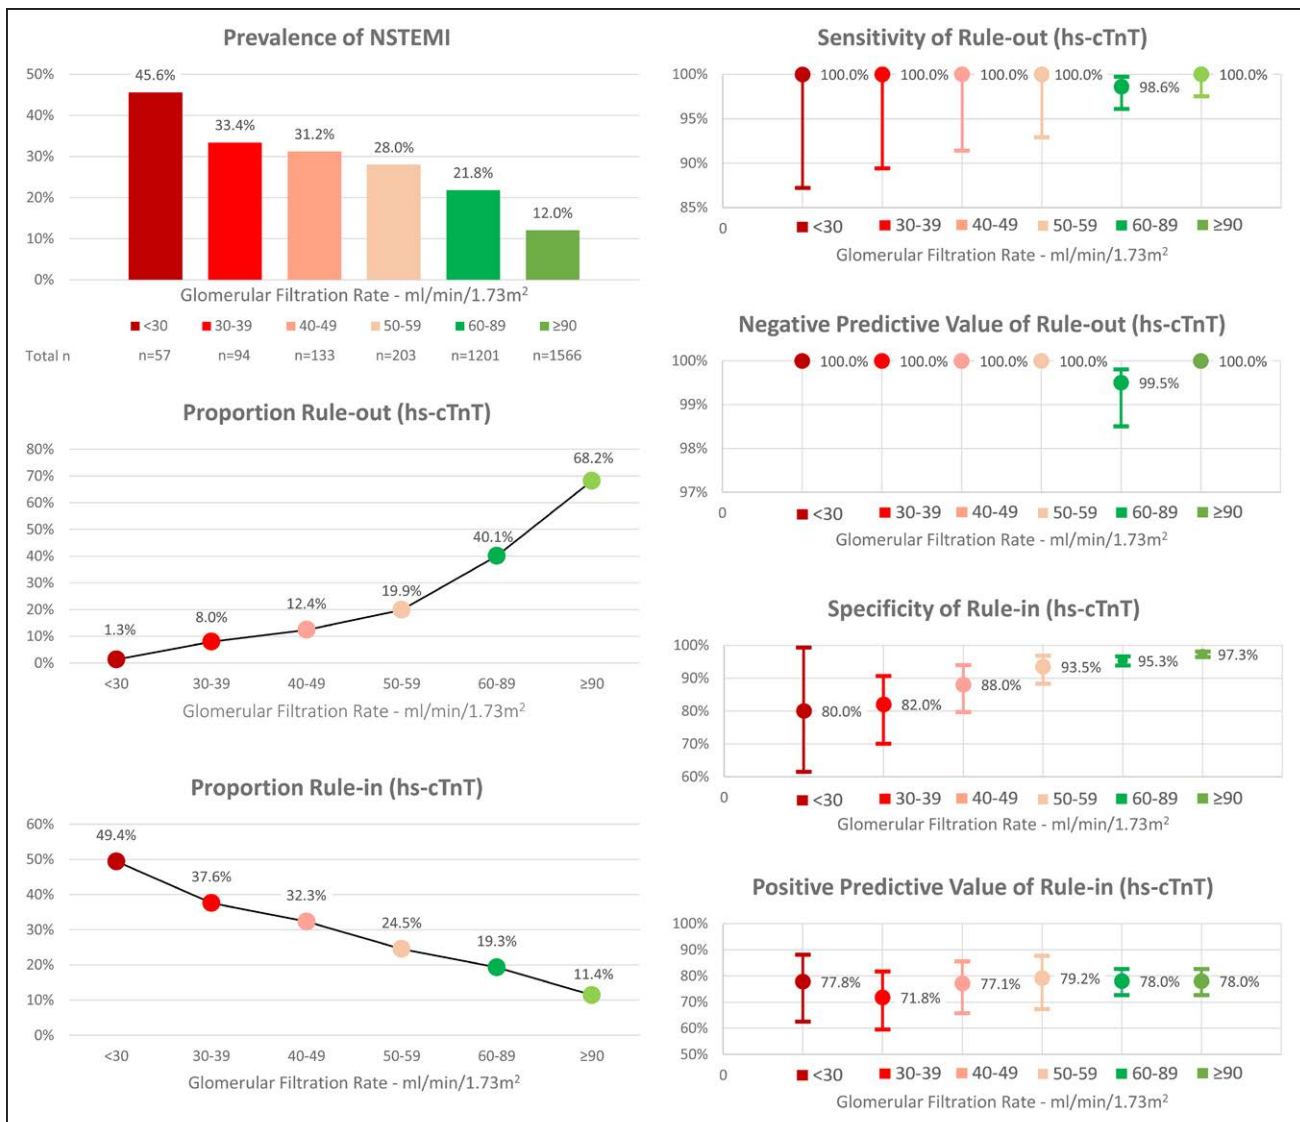 Prevalence of NSTEMI
50%
40%
30%
20%
10%
0%
45.6%
33.4%
31.2%
28.0%
21.8%
12.0%
Glomerular Filtration Rate - ml/min/1.73m²
<30 30-39 40-49 50-59 60-89 ≥90
Total n n=57 n=94 n=133 n=203 n=1201 n=1566
Proportion Rule-out (hs-cTnT)
80%
70%
60%
50%
40%
30%
20%
10%
0%
1.3%
8.0%
12.4%
19.9%
40.1%
68.2%
<30 30-39 40-49 50-59 60-89 ≥90
Glomerular Filtration Rate - ml/min/1.73m²
Proportion Rule-in (hs-cTnT)
60%
50%
40%
30%
20%
10%
0%
49.4%
37.6%
32.3%
24.5%
19.3%
11.4%
<30 30-39 40-49 50-59 60-89 ≥90
Glomerular Filtration Rate - ml/min/1.73m²
Sensitivity of Rule-out (hs-cTnT)
100%
95%
90%
85%
100.0% 100.0% 100.0% 100.0% 98.6% 100.0%
0 <30 30-39 40-49 50-59 60-89 ≥90
Glomerular Filtration Rate - ml/min/1.73m²
Negative Predictive Value of Rule-out (hs-cTnT)
100%
99%
98%
97%
100.0% 100.0% 100.0% 100.0% 99.5% 100.0%
0 <30 30-39 40-49 50-59 60-89 ≥90
Glomerular Filtration Rate - ml/min/1.73m²
Specificity of Rule-in (hs-cTnT)
100%
90%
80%
70%
60%
80.0% 82.0% 88.0% 93.5% 95.3% 97.3%
0 <30 30-39 40-49 50-59 60-89 ≥90
Glomerular Filtration Rate - ml/min/1.73m²
Positive Predictive Value of Rule-in (hs-cTnT)
100%
90%
80%
70%
60%
50%
77.8% 71.8% 77.1% 79.2% 78.0% 78.0%
0 <30 30-39 40-49 50-59 60-89 ≥90
Glomerular Filtration Rate - ml/min/1.73m²